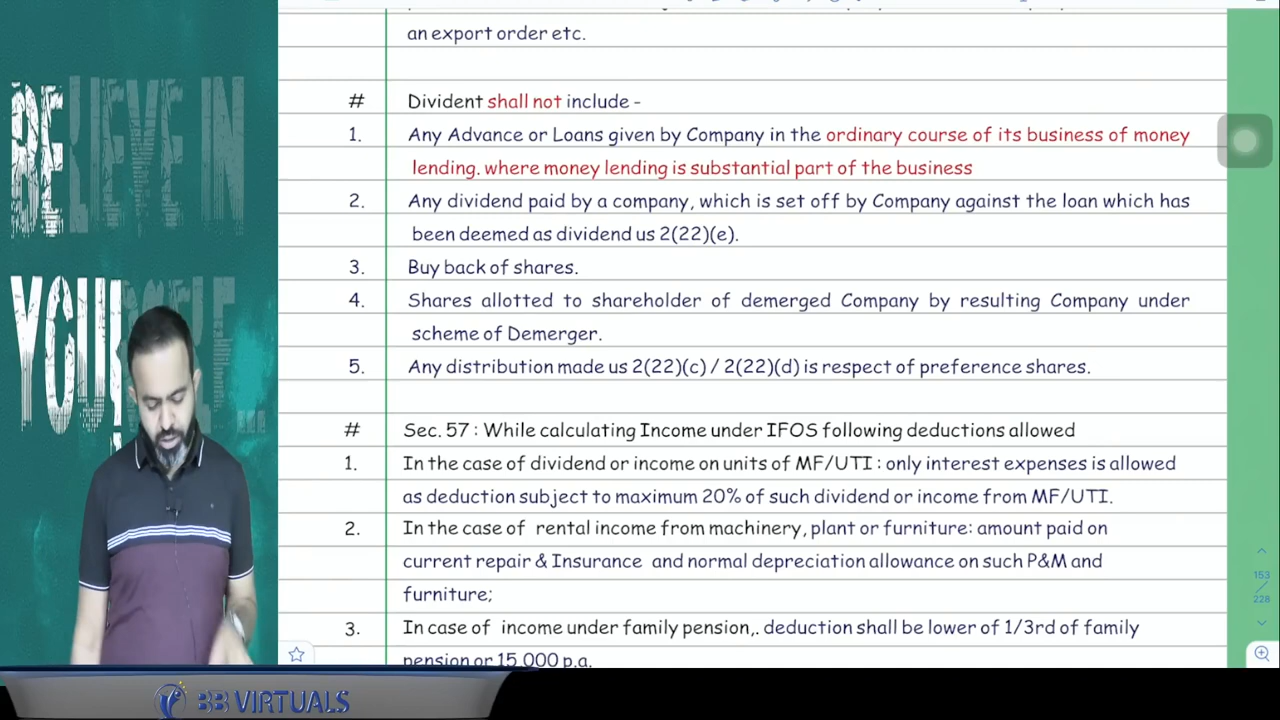 BELIEVE IN
YOURSELF...
an export order etc.
# Divident shall not include -
1. Any Advance or Loans given by Company in the ordinary course of its business of money
lending. where money lending is substantial part of the business
2. Any dividend paid by a company, which is set off by Company against the loan which has
been deemed as dividend us 2(22)(e).
3. Buy back of shares.
4. Shares allotted to shareholder of demerged Company by resulting Company under
scheme of Demerger.
5. Any distribution made us 2(22)(c) / 2(22)(d) is respect of preference shares.
# Sec. 57 : While calculating Income under IFOS following deductions allowed
1. In the case of dividend or income on units of MF/UTI : only interest expenses is allowed
as deduction subject to maximum 20% of such dividend or income from MF/UTI.
2. In the case of rental income from machinery, plant or furniture: amount paid on
current repair & Insurance and normal depreciation allowance on such P&M and
furniture;
3. In case of income under family pension,. deduction shall be lower of 1/3rd of family
pension or 15,000 p.a.
153
/
228
BB VIRTUALS